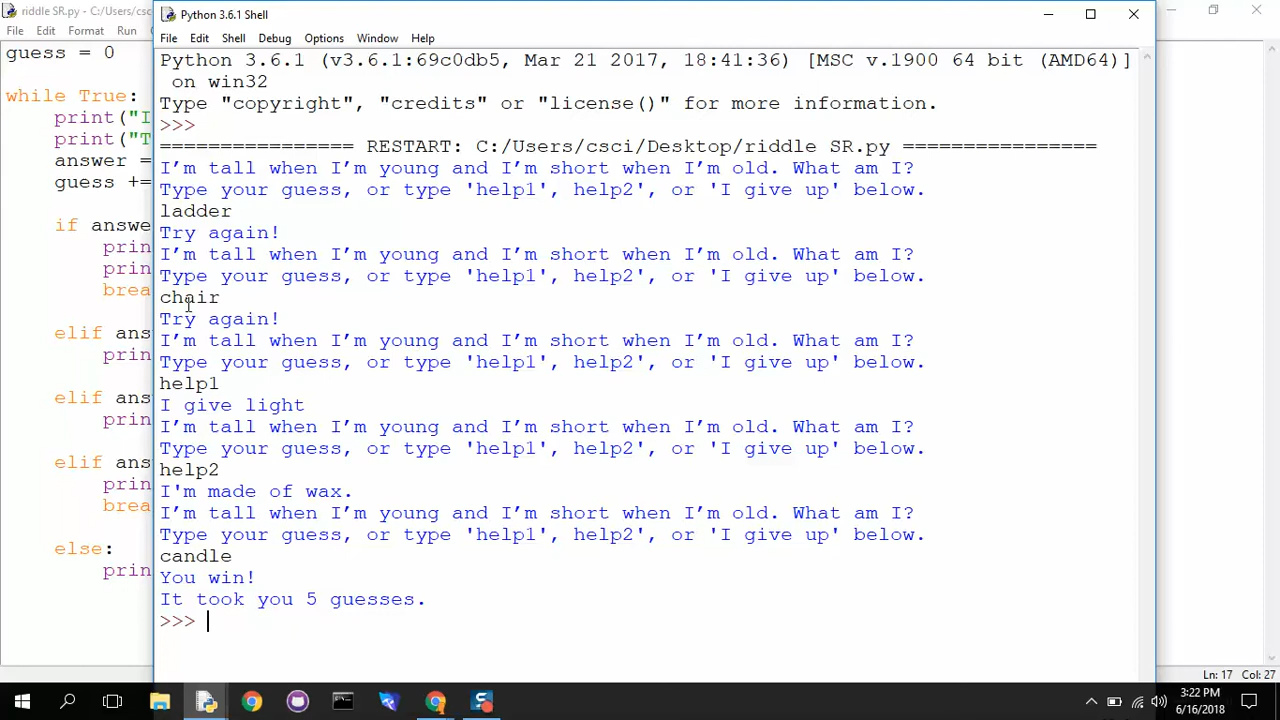 riddle SR.py - C:/Users/csc
File Edit Format Run
guess = 0
while True:
print("I
print("T
answer =
guess +=
if answ
prin
prin
brea
elif ans
prin
elif ans
prin
elif ans
prin
brea
else:
prin
Python 3.6.1 Shell
File Edit Shell Debug Options Window Help
Python 3.6.1 (v3.6.1:69c0db5, Mar 21 2017, 18:41:36) [MSC v.1900 64 bit (AMD64)]
on win32
Type "copyright", "credits" or "license()" for more information.
>>>
================ RESTART: C:/Users/csci/Desktop/riddle SR.py ================
I’m tall when I’m young and I’m short when I’m old. What am I?
Type your guess, or type 'help1', help2', or 'I give up' below.
ladder
Try again!
I’m tall when I’m young and I’m short when I’m old. What am I?
Type your guess, or type 'help1', help2', or 'I give up' below.
chair
Try again!
I’m tall when I’m young and I’m short when I’m old. What am I?
Type your guess, or type 'help1', help2', or 'I give up' below.
help1
I give light
I’m tall when I’m young and I’m short when I’m old. What am I?
Type your guess, or type 'help1', help2', or 'I give up' below.
help2
I'm made of wax.
I’m tall when I’m young and I’m short when I’m old. What am I?
Type your guess, or type 'help1', help2', or 'I give up' below.
candle
You win!
It took you 5 guesses.
>>>
Ln: 17 Col: 27
3:22 PM
6/16/2018